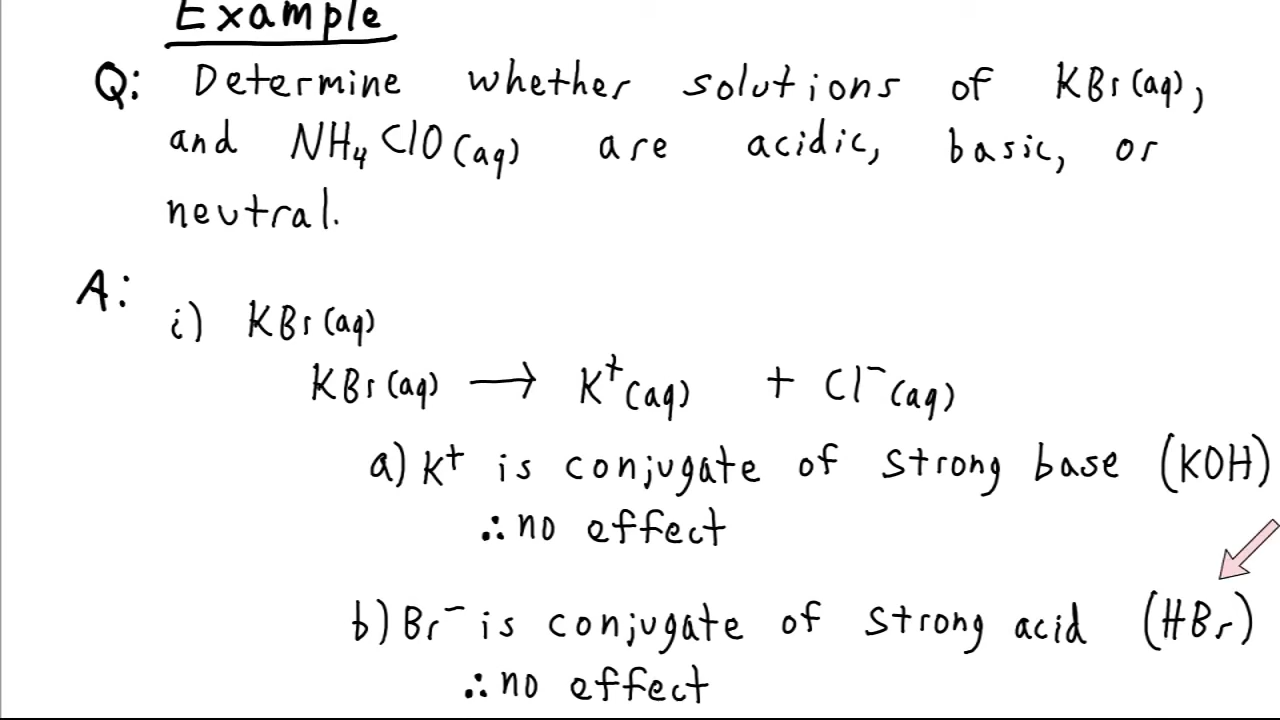 Example
Q: Determine whether solutions of KBr(aq),
and NH₄ClO(aq) are acidic, basic, or
neutral.
A:
i) KBr(aq)
KBr(aq) → K⁺(aq) + Cl⁻(aq)
a) K⁺ is conjugate of strong base (KOH)
∴ no effect
b) Br⁻ is conjugate of strong acid (HBr)
∴ no effect